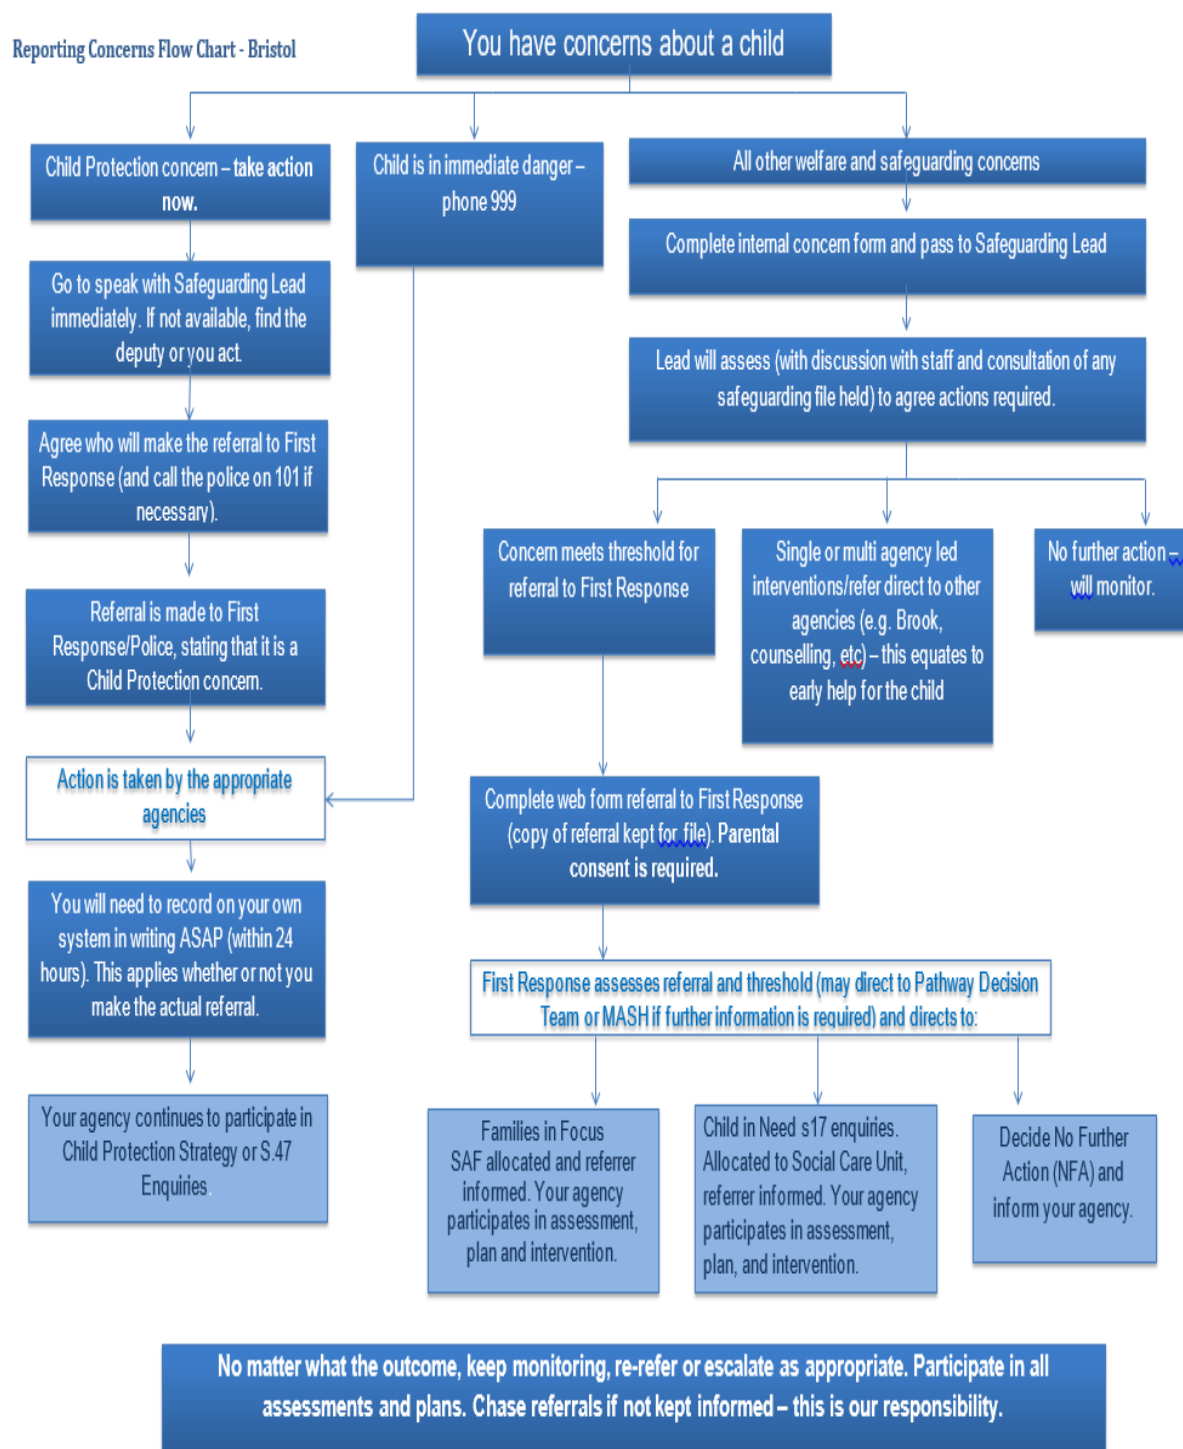 Reporting Concerns Flow Chart - Bristol
You have concerns about a child
Child Protection concern – take action
now.
Child is in immediate danger –
phone 999
All other welfare and safeguarding concerns
Go to speak with Safeguarding Lead
immediately. If not available, find the
deputy or you act.
Complete internal concern form and pass to Safeguarding Lead
Lead will assess (with discussion with staff and consultation of any
safeguarding file held) to agree actions required.
Agree who will make the referral to First
Response (and call the police on 101 if
necessary).
Concern meets threshold for
referral to First Response
Single or multi agency led
interventions/refer direct to other
agencies (e.g. Brook,
counselling, etc) – this equates to
early help for the child
No further action –
will monitor.
Referral is made to First
Response/Police, stating that it is a
Child Protection concern.
Action is taken by the appropriate
agencies
Complete web form referral to First Response
(copy of referral kept for file). Parental
consent is required.
You will need to record on your own
system in writing ASAP (within 24
hours). This applies whether or not you
make the actual referral.
First Response assesses referral and threshold (may direct to Pathway Decision
Team or MASH if further information is required) and directs to:
Your agency continues to participate in
Child Protection Strategy or S.47
Enquiries.
Families in Focus
SAF allocated and referrer
informed. Your agency
participates in assessment,
plan and intervention.
Child in Need s17 enquiries.
Allocated to Social Care Unit,
referrer informed. Your agency
participates in assessment,
plan, and intervention.
Decide No Further
Action (NFA) and
inform your agency.
No matter what the outcome, keep monitoring, re-refer or escalate as appropriate. Participate in all
assessments and plans. Chase referrals if not kept informed – this is our responsibility.